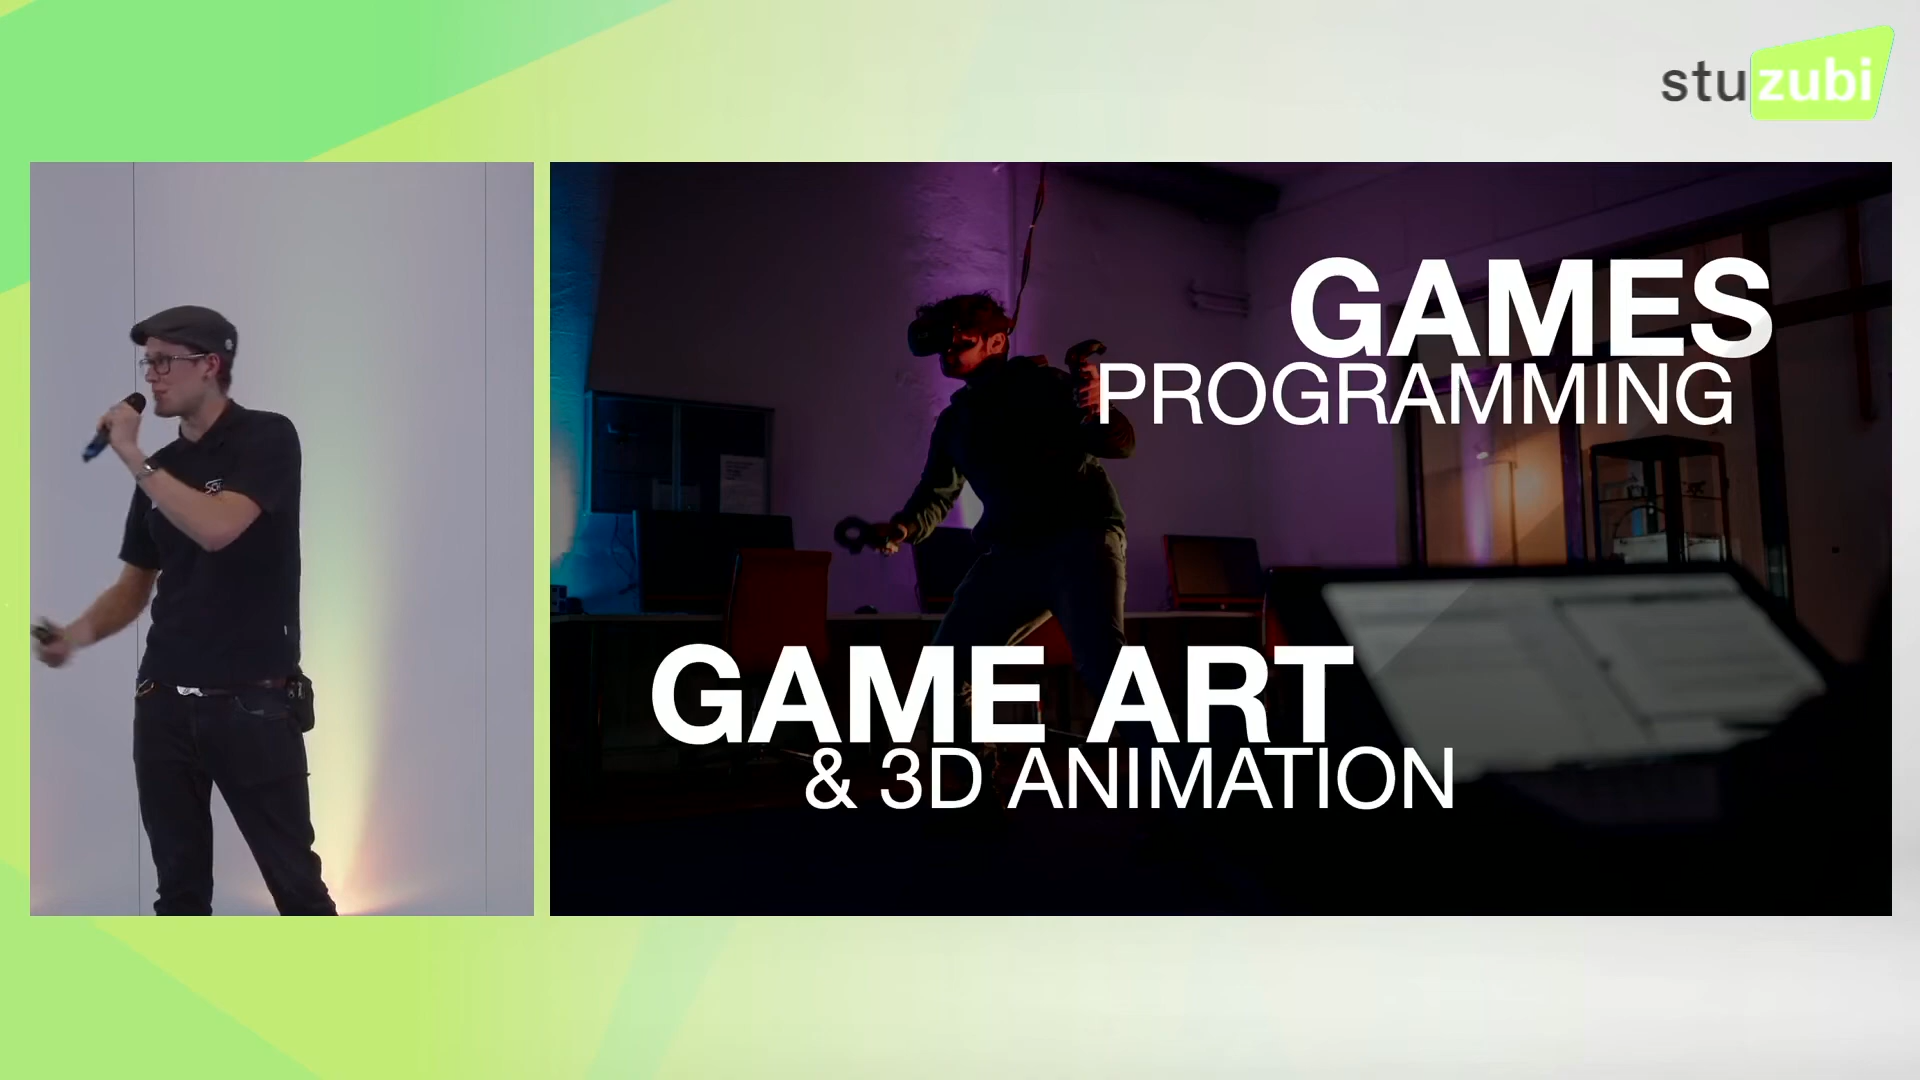 stuzubi
GAMES
PROGRAMMING
GAME ART
& 3D ANIMATION